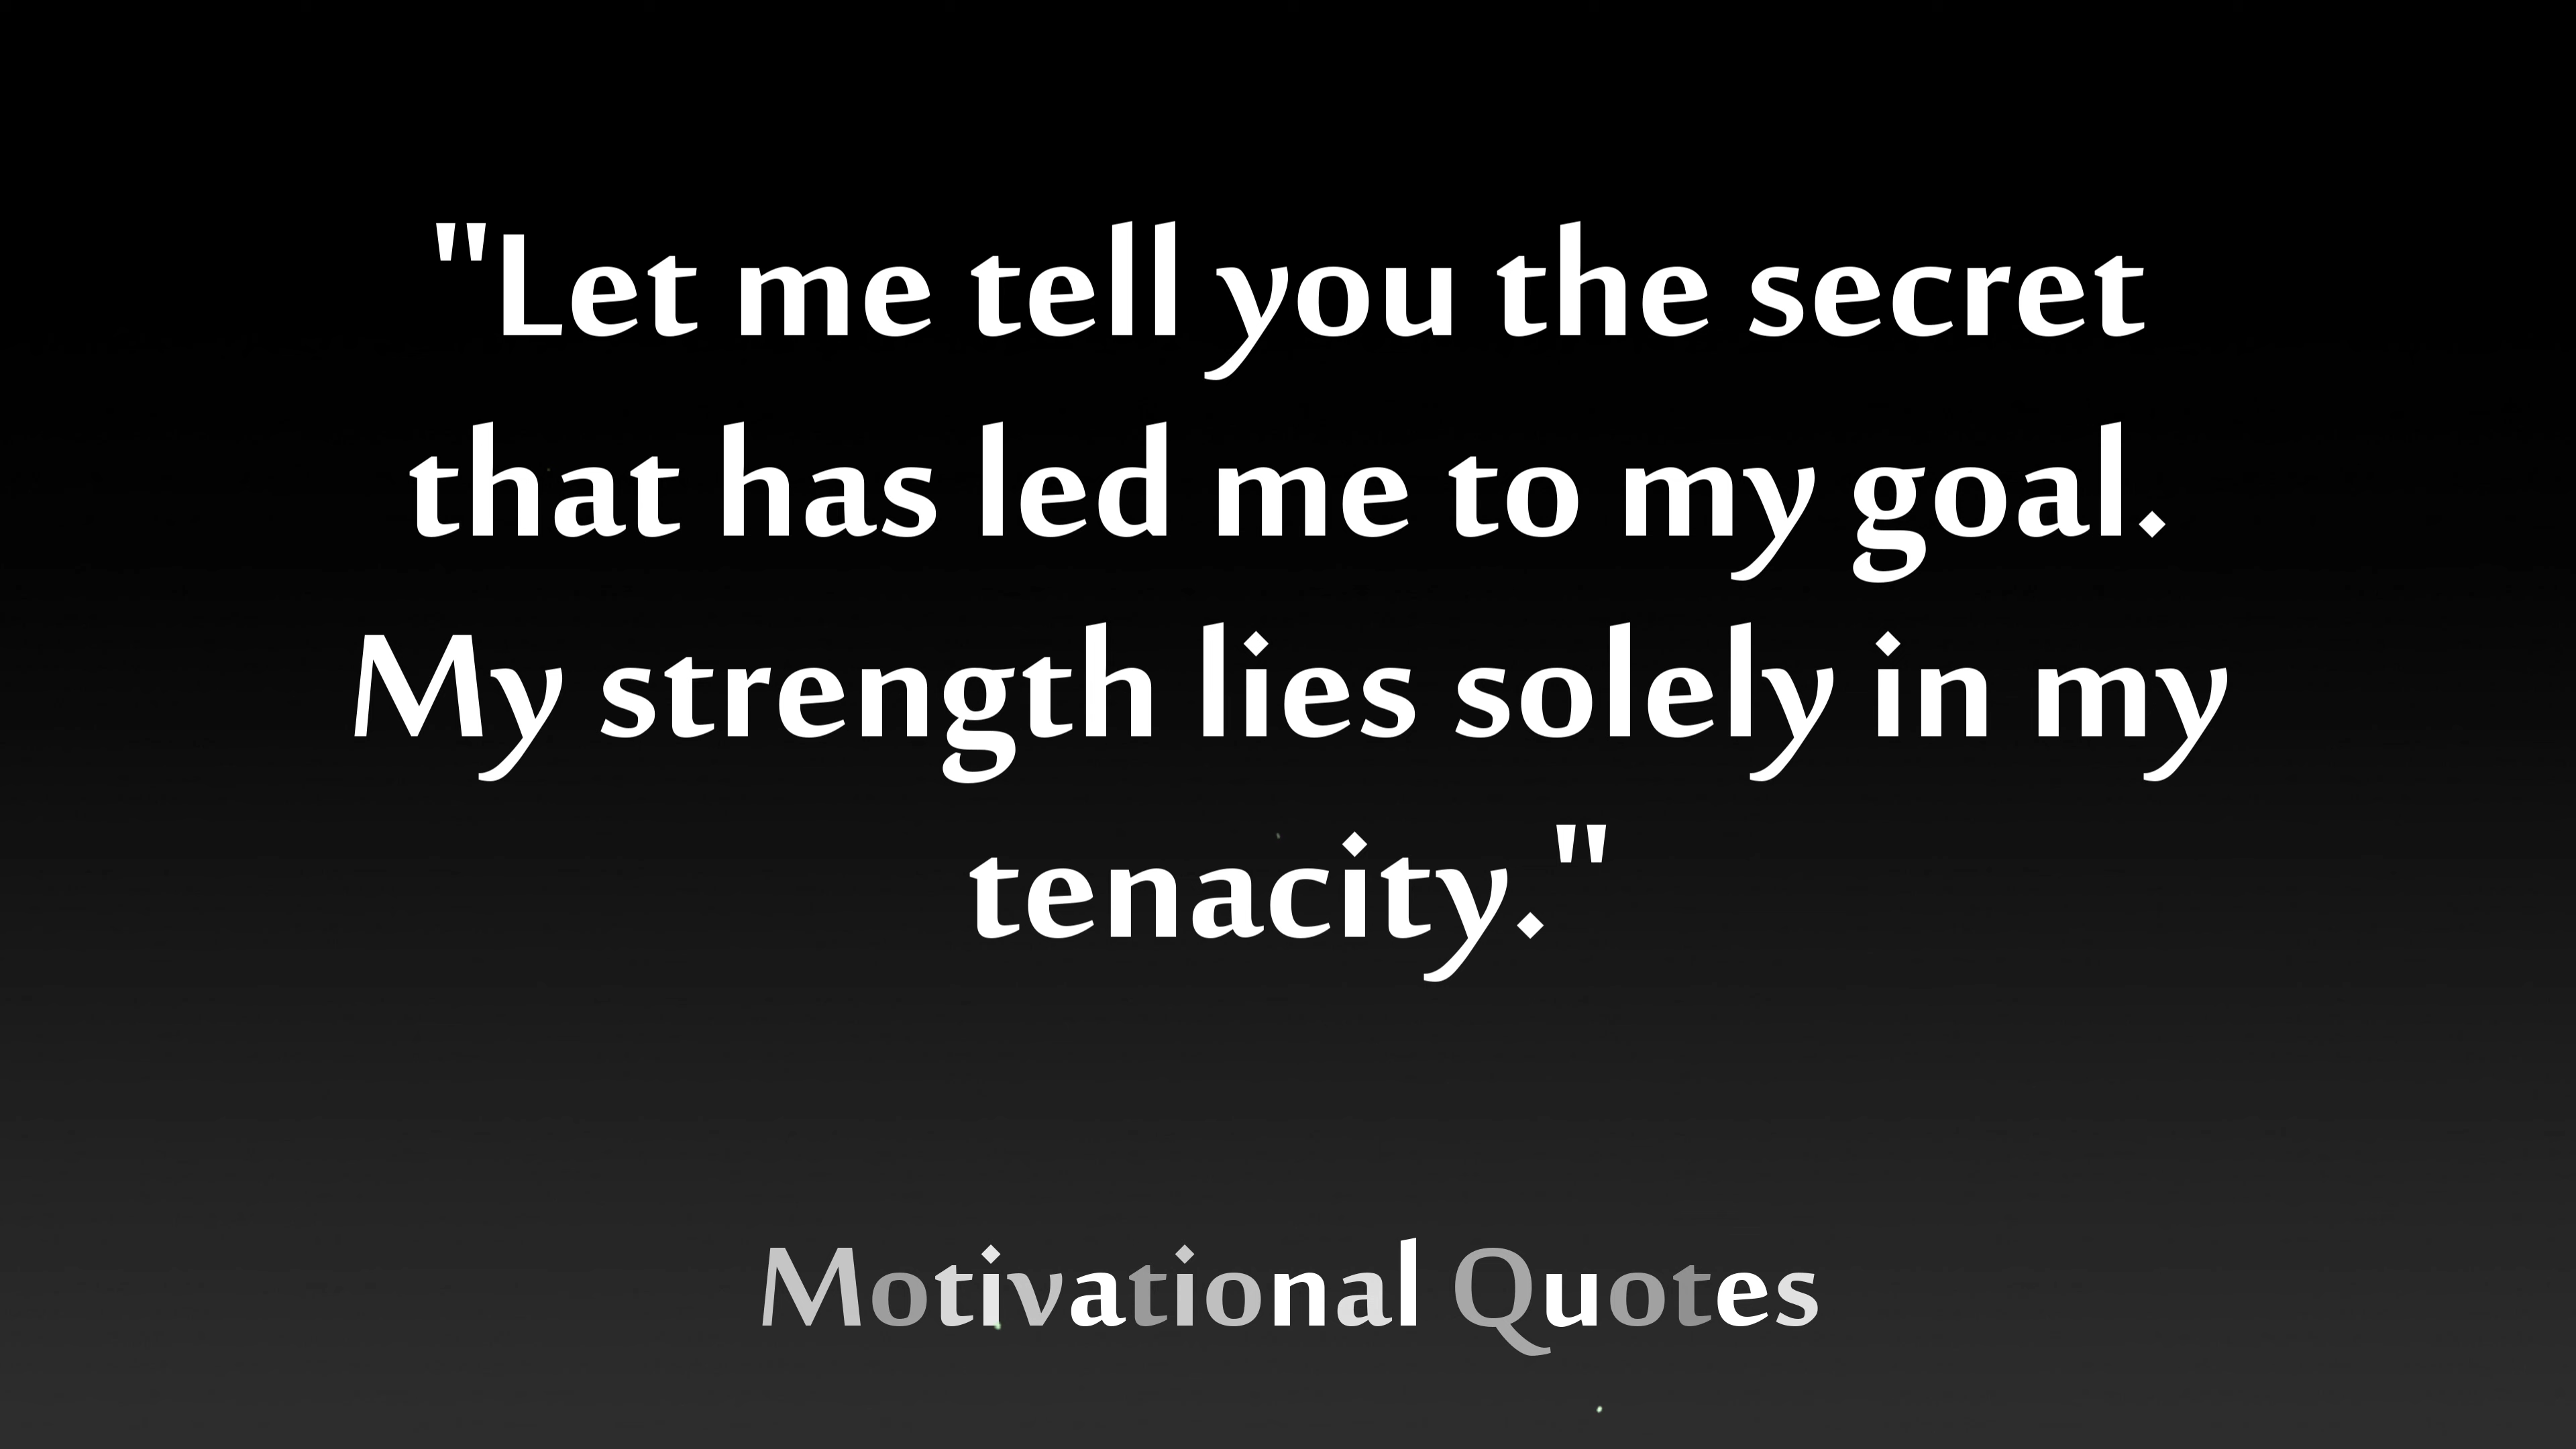 "Let me tell you the secret
that has led me to my goal.
My strength lies solely in my
tenacity."
Motivational Quotes